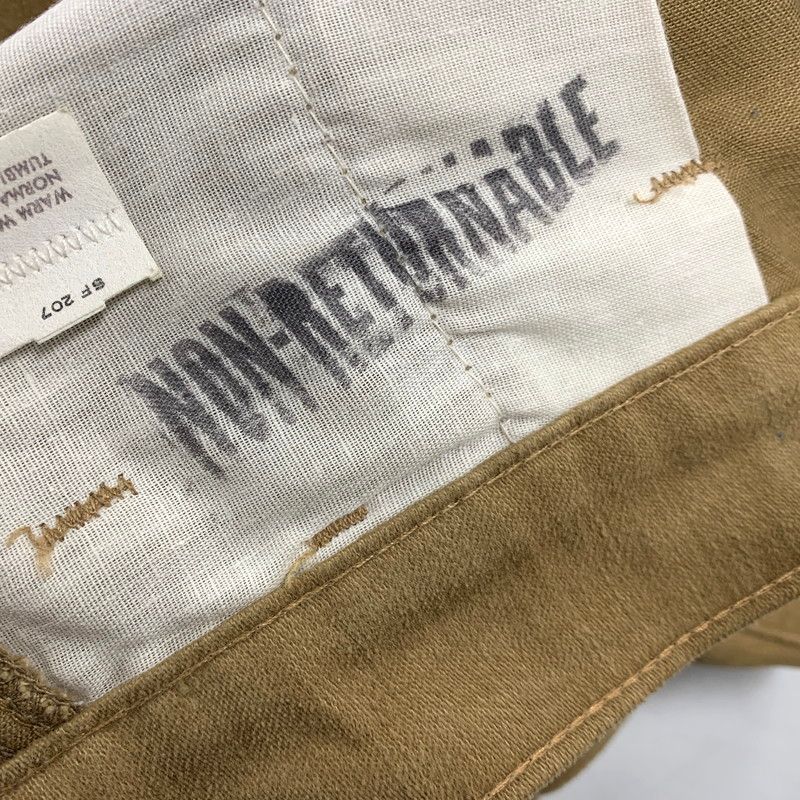 NON-RETURNABLE
WARM W
NORMA
TUMBL
SF 207